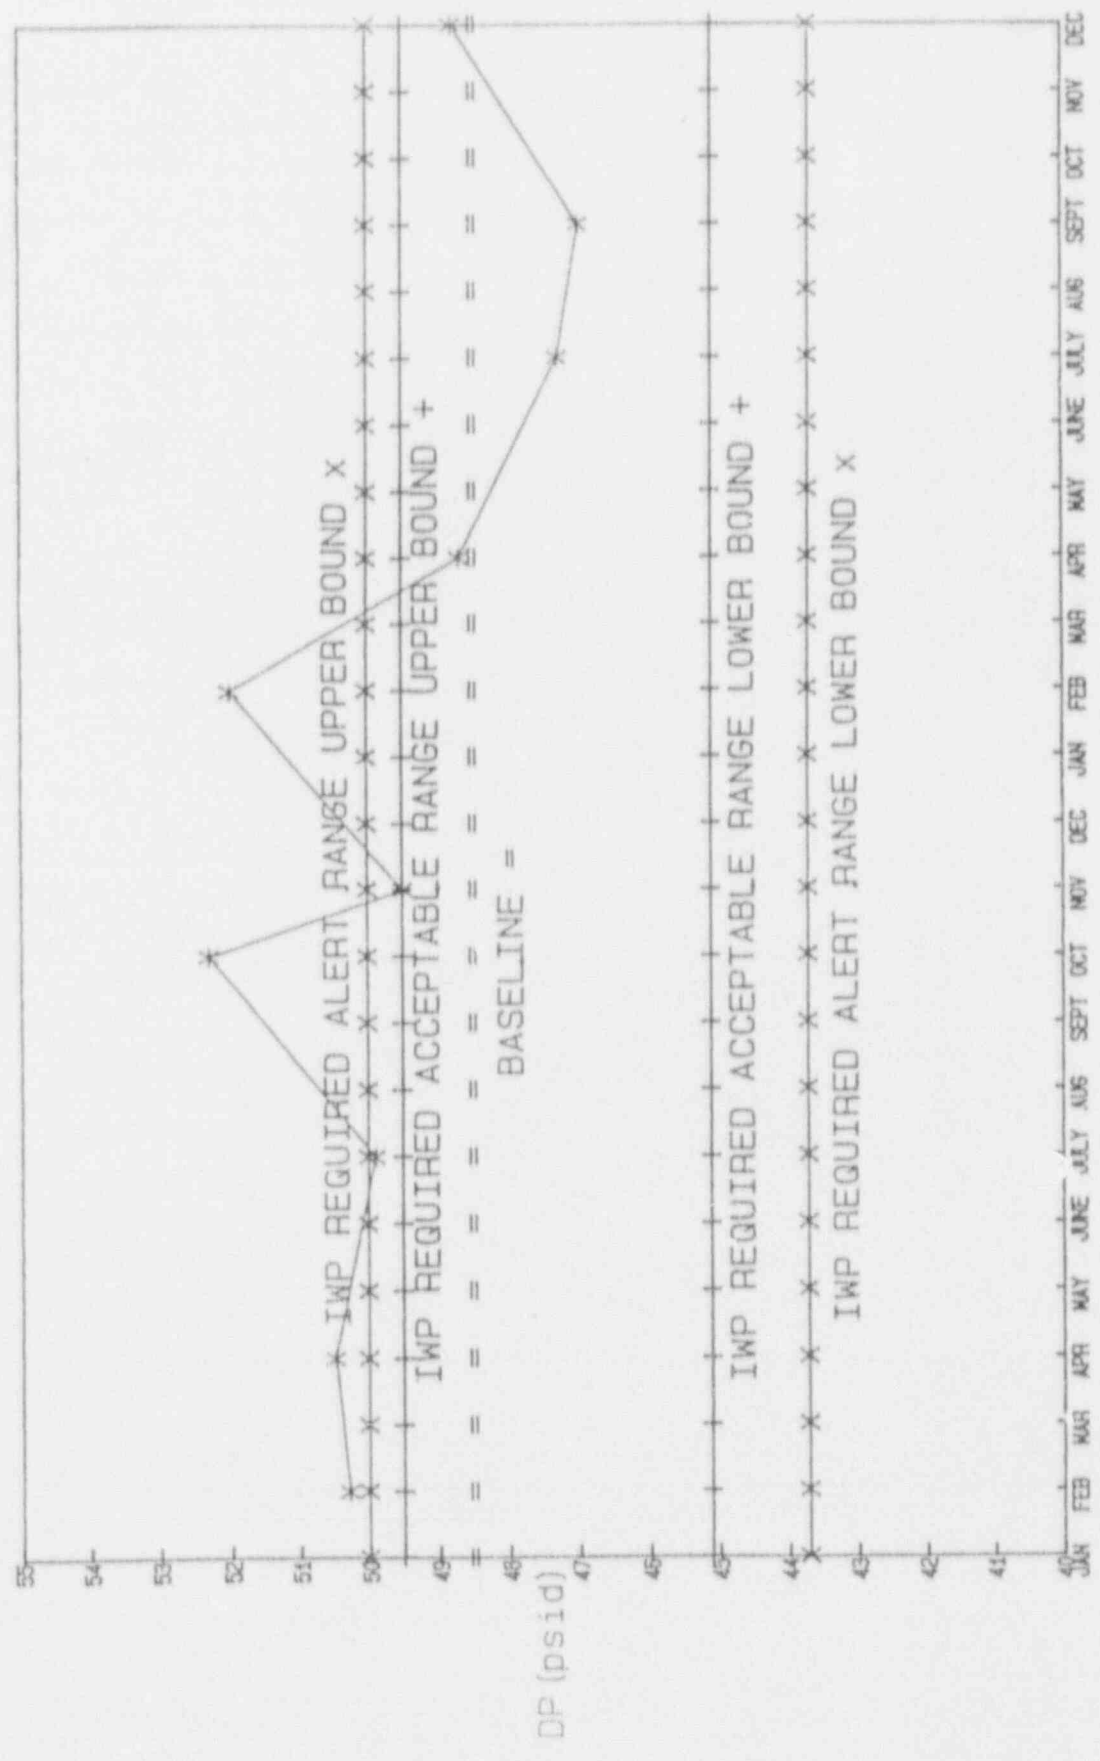 DP (psid)
55
54
53
52
51
50
49
48
47
46
45
44
43
42
41
40
IWP REQUIRED ALERT RANGE UPPER BOUND X
IWP REQUIRED ACCEPTABLE RANGE UPPER BOUND +
BASELINE =
IWP REQUIRED ACCEPTABLE RANGE LOWER BOUND +
IWP REQUIRED ALERT RANGE LOWER BOUND X
JAN FEB MAR APR MAY JUNE JULY AUG SEPT OCT NOV DEC JAN FEB MAR APR MAY JUNE JULY AUG SEPT OCT NOV DEC